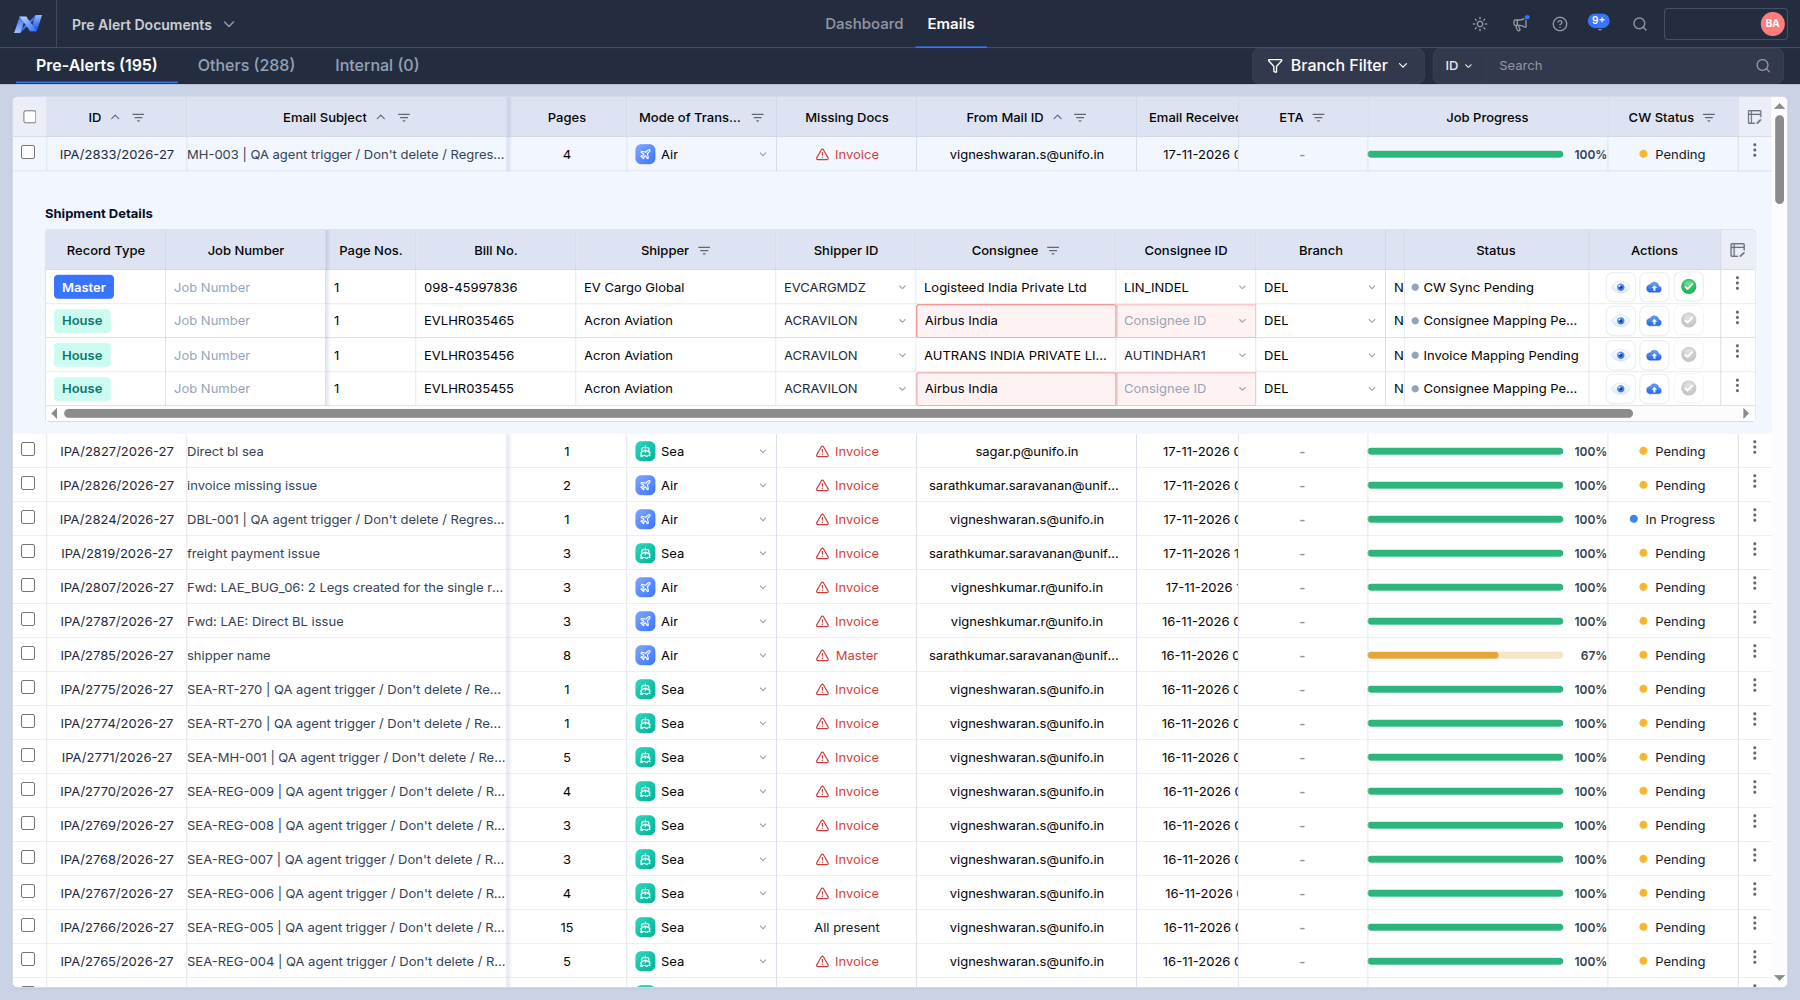 Pre Alert Documents Dashboard Emails 9+ BA
Pre-Alerts (195) Others (288) Internal (0) Branch Filter ID Search
ID Email Subject Pages Mode of Trans... Missing Docs From Mail ID Email Received ETA Job Progress CW Status
IPA/2833/2026-27 MH-003 | QA agent trigger / Don't delete / Regres... 4 Air Invoice vigneshwaran.s@unifo.in 17-11-2026 0 - 100% Pending
Shipment Details
Record Type Job Number Page Nos. Bill No. Shipper Shipper ID Consignee Consignee ID Branch Status Actions
Master Job Number 1 098-45997836 EV Cargo Global EVCARGMDZ Logisteed India Private Ltd LIN_INDEL DEL N CW Sync Pending
House Job Number 1 EVLHR035465 Acron Aviation ACRAVILON Airbus India Consignee ID DEL N Consignee Mapping Pe...
House Job Number 1 EVLHR035456 Acron Aviation ACRAVILON AUTRANS INDIA PRIVATE LI... AUTINDHAR1 DEL N Invoice Mapping Pending
House Job Number 1 EVLHR035455 Acron Aviation ACRAVILON Airbus India Consignee ID DEL N Consignee Mapping Pe...
IPA/2827/2026-27 Direct bl sea 1 Sea Invoice sagar.p@unifo.in 17-11-2026 0 - 100% Pending
IPA/2826/2026-27 invoice missing issue 2 Air Invoice sarathkumar.saravanan@unif... 17-11-2026 0 - 100% Pending
IPA/2824/2026-27 DBL-001 | QA agent trigger / Don't delete / Regres... 1 Air Invoice vigneshwaran.s@unifo.in 17-11-2026 0 - 100% In Progress
IPA/2819/2026-27 freight payment issue 3 Sea Invoice sarathkumar.saravanan@unif... 17-11-2026 1 - 100% Pending
IPA/2807/2026-27 Fwd: LAE_BUG_06: 2 Legs created for the single r... 3 Air Invoice vigneshkumar.r@unifo.in 17-11-2026 - 100% Pending
IPA/2787/2026-27 Fwd: LAE: Direct BL issue 3 Air Invoice vigneshkumar.r@unifo.in 16-11-2026 0 - 100% Pending
IPA/2785/2026-27 shipper name 8 Air Master sarathkumar.saravanan@unif... 16-11-2026 0 - 67% Pending
IPA/2775/2026-27 SEA-RT-270 | QA agent trigger / Don't delete / Re... 1 Sea Invoice vigneshwaran.s@unifo.in 16-11-2026 0 - 100% Pending
IPA/2774/2026-27 SEA-RT-270 | QA agent trigger / Don't delete / Re... 1 Sea Invoice vigneshwaran.s@unifo.in 16-11-2026 0 - 100% Pending
IPA/2771/2026-27 SEA-MH-001 | QA agent trigger / Don't delete / Re... 5 Sea Invoice vigneshwaran.s@unifo.in 16-11-2026 0 - 100% Pending
IPA/2770/2026-27 SEA-REG-009 | QA agent trigger / Don't delete / R... 4 Sea Invoice vigneshwaran.s@unifo.in 16-11-2026 0 - 100% Pending
IPA/2769/2026-27 SEA-REG-008 | QA agent trigger / Don't delete / R... 3 Sea Invoice vigneshwaran.s@unifo.in 16-11-2026 0 - 100% Pending
IPA/2768/2026-27 SEA-REG-007 | QA agent trigger / Don't delete / R... 3 Sea Invoice vigneshwaran.s@unifo.in 16-11-2026 0 - 100% Pending
IPA/2767/2026-27 SEA-REG-006 | QA agent trigger / Don't delete / R... 4 Sea Invoice vigneshwaran.s@unifo.in 16-11-2026 - 100% Pending
IPA/2766/2026-27 SEA-REG-005 | QA agent trigger / Don't delete / R... 15 Sea All present vigneshwaran.s@unifo.in 16-11-2026 0 - 100% Pending
IPA/2765/2026-27 SEA-REG-004 | QA agent trigger / Don't delete / R... 5 Sea Invoice vigneshwaran.s@unifo.in 16-11-2026 0 - 100% Pending